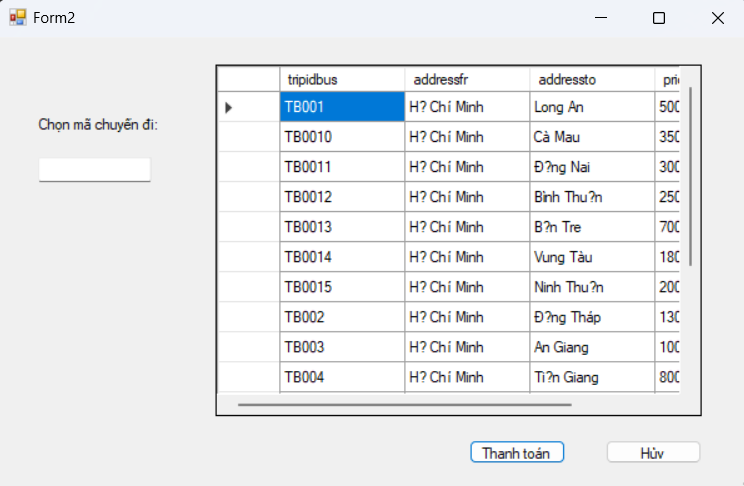 Form2
Chọn mã chuyến đi:
tripidbus addressfr addressto
TB001 H? Chí Minh Long An 500
TB0010 H? Chí Minh Cà Mau 350
TB0011 H? Chí Minh Đ?ng Nai 300
TB0012 H? Chí Minh Bình Thu?n 250
TB0013 H? Chí Minh B?n Tre 700
TB0014 H? Chí Minh Vung Tàu 180
TB0015 H? Chí Minh Ninh Thu?n 200
TB002 H? Chí Minh Đ?ng Tháp 130
TB003 H? Chí Minh An Giang 100
TB004 H? Chí Minh Ti?n Giang 800
Thanh toán Hủy